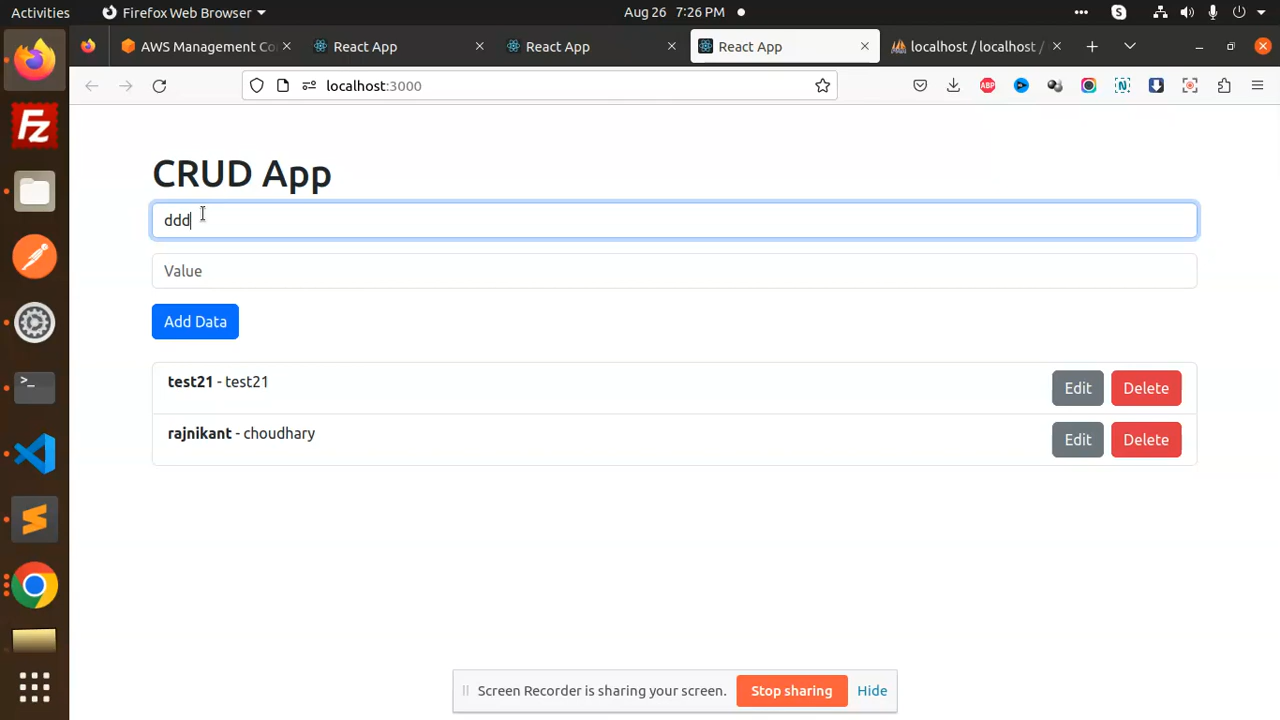 Activities Firefox Web Browser Aug 26 7:26 PM
AWS Management Co React App React App React App localhost / localhost /
localhost:3000 ABP N
Fz
CRUD App
ddd
Value
Add Data
test21 - test21 Edit Delete
rajnikant - choudhary Edit Delete
Screen Recorder is sharing your screen. Stop sharing Hide